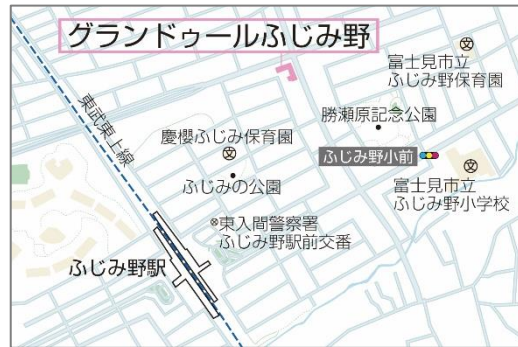 グランドゥールふじみ野
富士見市立
ふじみ野保育園
東武東上線
勝瀬原記念公園
慶櫻ふじみ保育園
ふじみ野小前
ふじみの公園
富士見市立
ふじみ野小学校
東入間警察署
ふじみ野駅前交番
ふじみ野駅